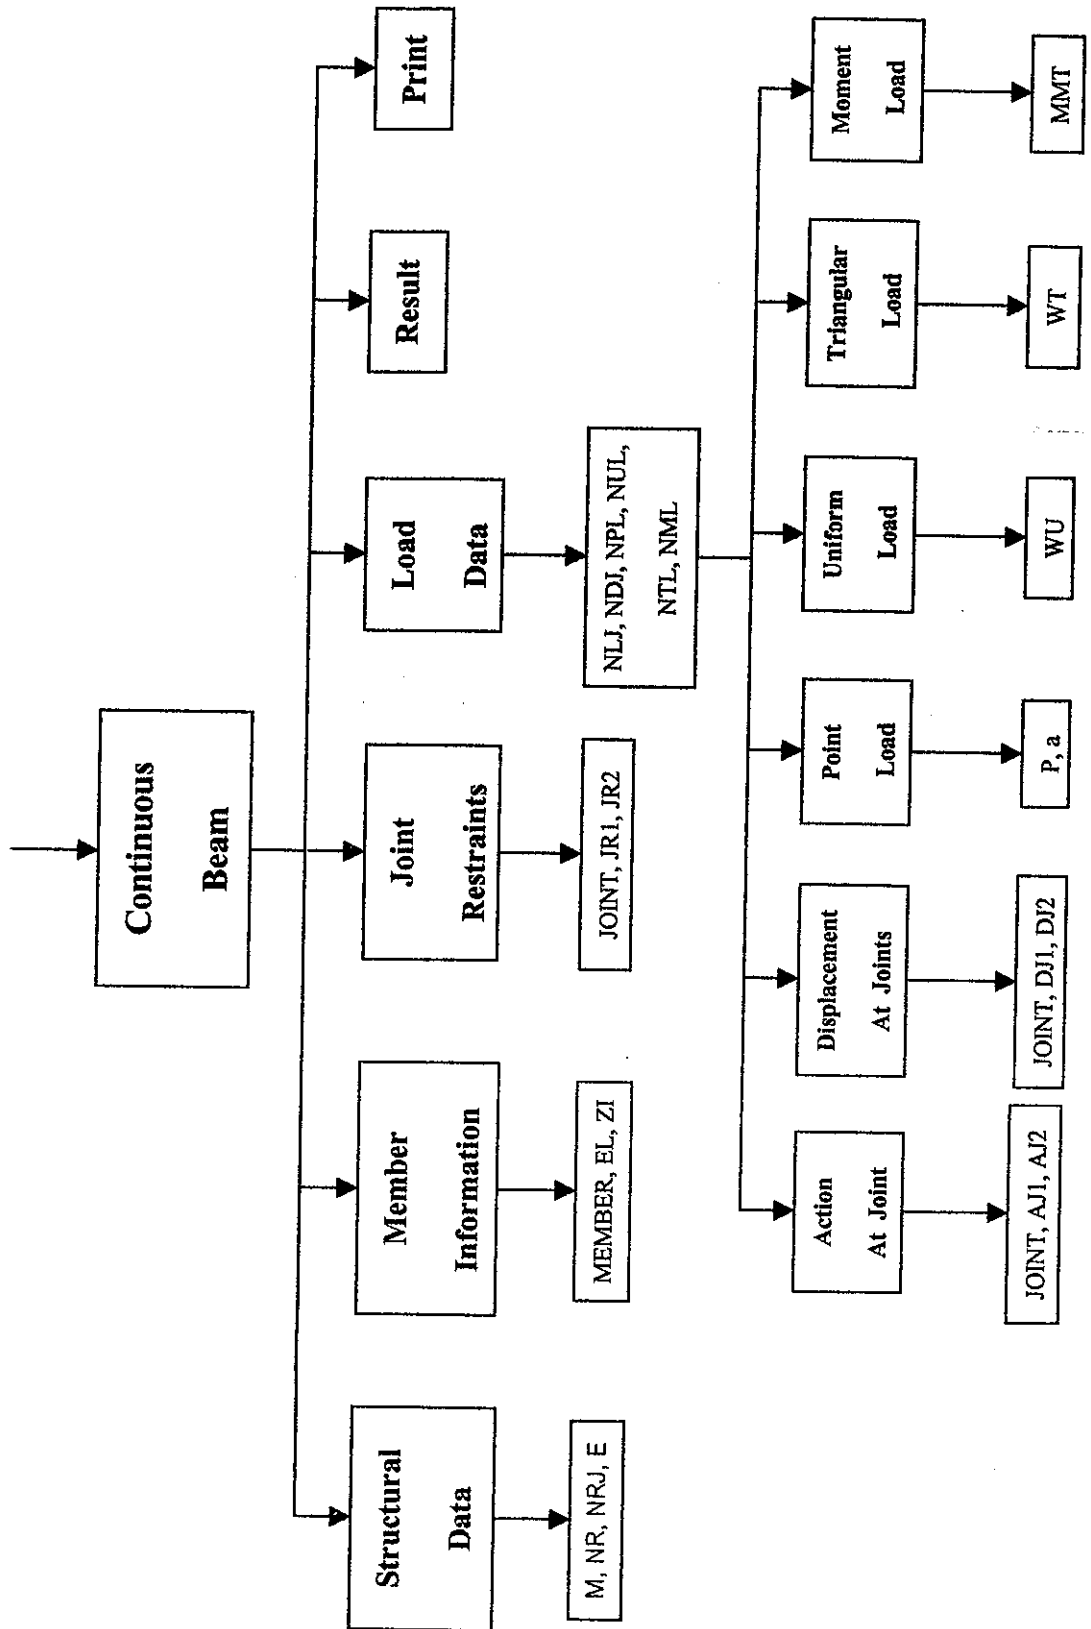 Continuous
Beam
Structural
Data
Member
Information
Joint
Restraints
Load
Data
Result
Print
M, NR, NRJ, E
MEMBER, EL, ZI
JOINT, JR1, JR2
NLJ, NDJ, NPL, NUL,
NTL, NML
Action
At Joint
Displacement
At Joints
Point
Load
Uniform
Load
Triangular
Load
Moment
Load
JOINT, AJ1, AJ2
JOINT, DJ1, DJ2
P, a
WU
WT
MMT